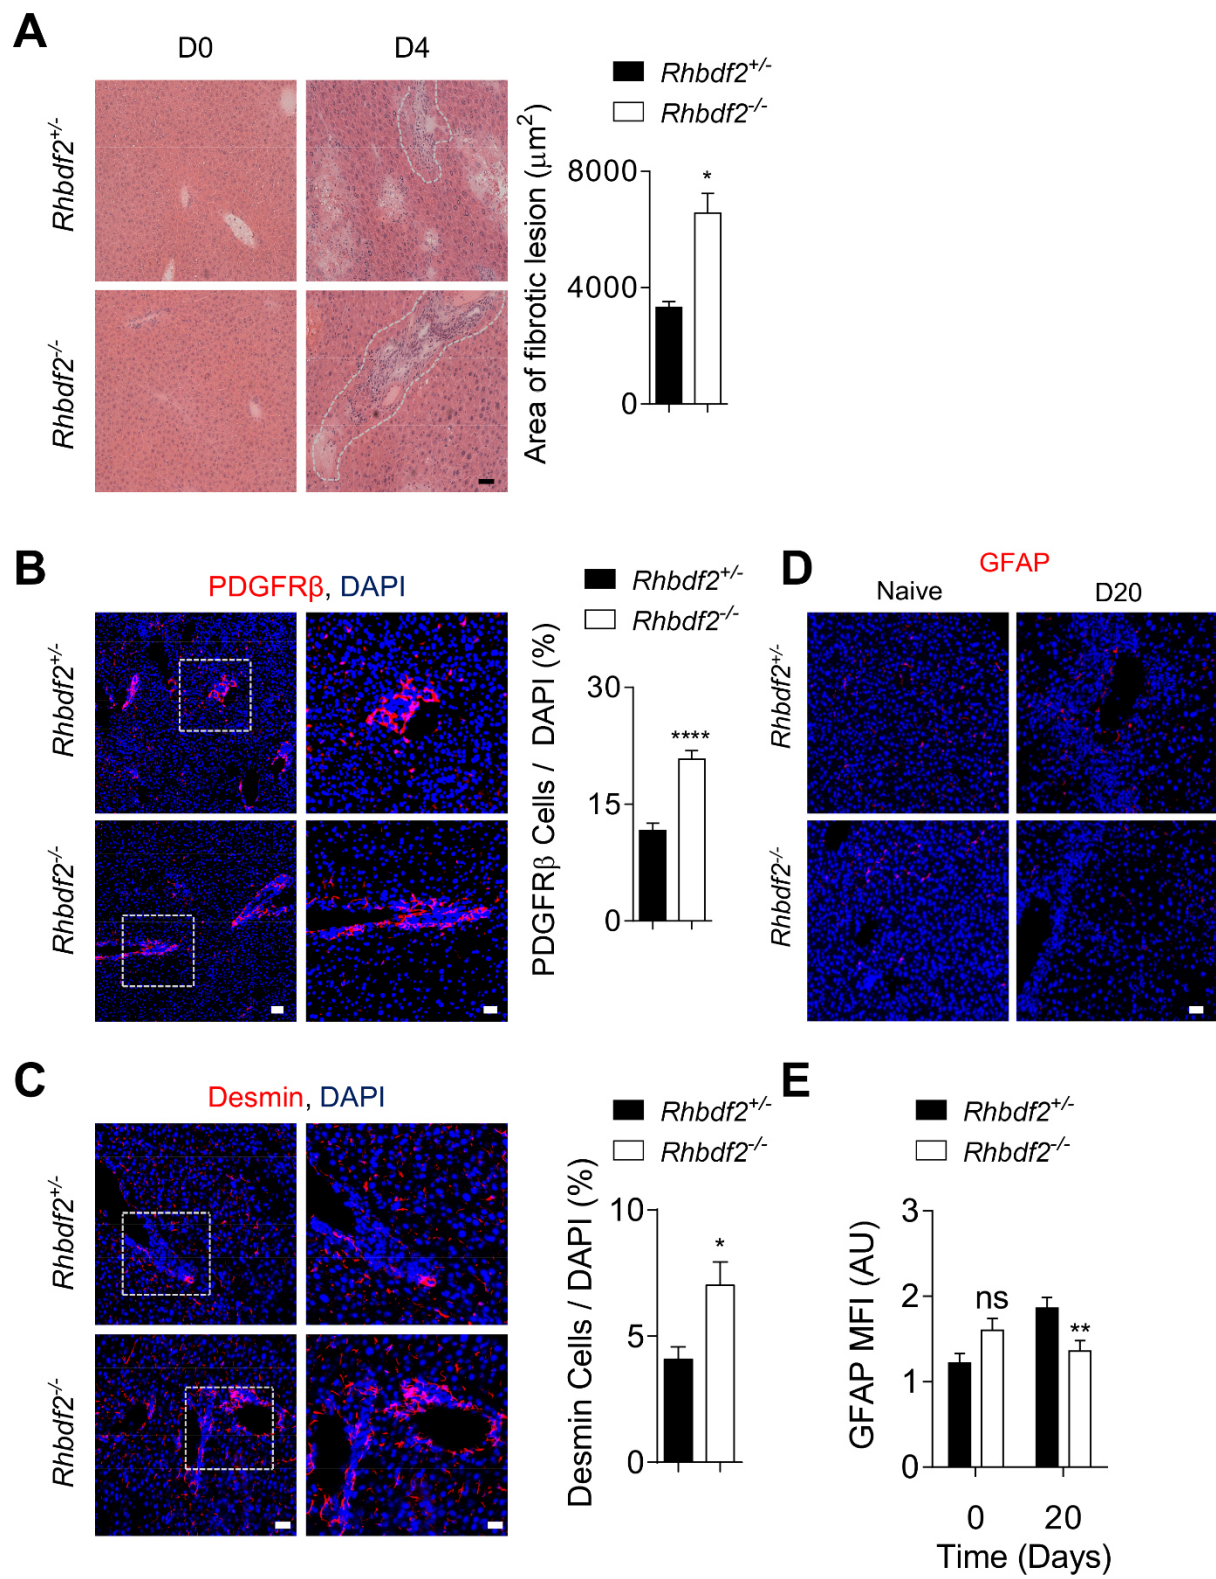 A
D0
D4
Rhbdf2+/-
Rhbdf2-/-
Area of fibrotic lesion (μm2)
Rhbdf2+/-
Rhbdf2-/-
8000
4000
0
*
B
PDGFRβ, DAPI
Rhbdf2+/-
Rhbdf2-/-
PDGFRβ Cells / DAPI (%)
Rhbdf2+/-
Rhbdf2-/-
30
15
0
****
C
Desmin, DAPI
Rhbdf2+/-
Rhbdf2-/-
Desmin Cells / DAPI (%)
Rhbdf2+/-
Rhbdf2-/-
10
5
0
*
D
GFAP
Naive
D20
Rhbdf2+/-
Rhbdf2-/-
E
Rhbdf2+/-
Rhbdf2-/-
GFAP MFI (AU)
3
2
1
0
ns
**
0
20
Time (Days)